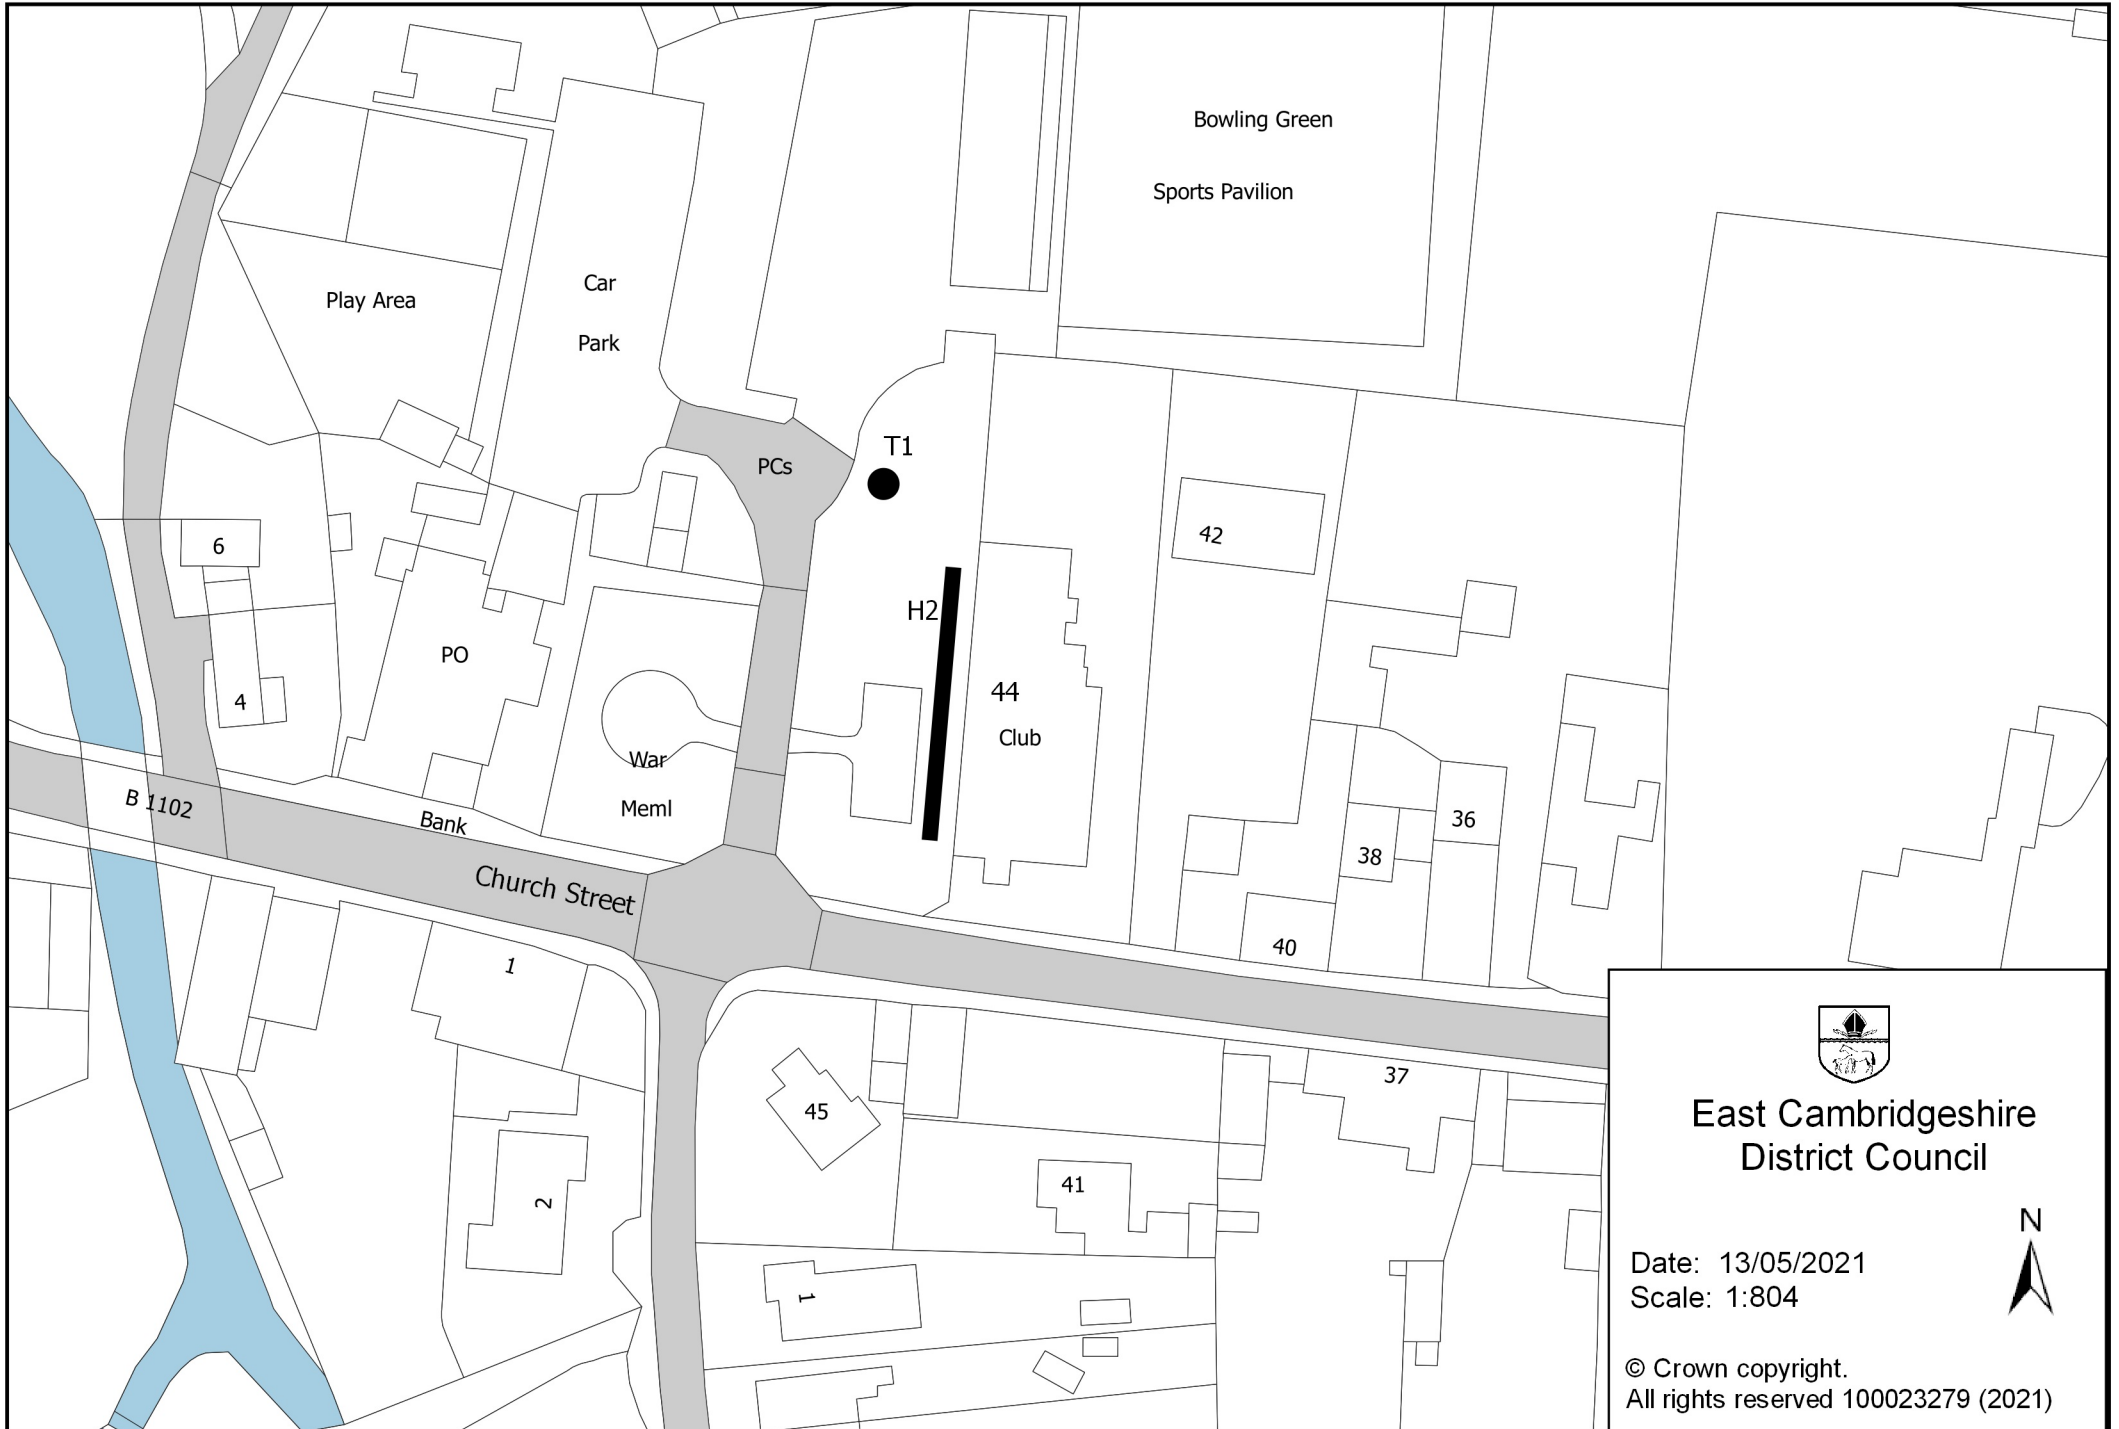 Bowling Green
Sports Pavilion
Car
Park
Play Area
T1
PCs
42
6
H2
PO
44
4
Club
War
Meml
B 1102
Bank
36
38
Church Street
40
1
37
45
41
2
1
East Cambridgeshire
District Council
N
Date: 13/05/2021
Scale: 1:804
© Crown copyright.
All rights reserved 100023279 (2021)